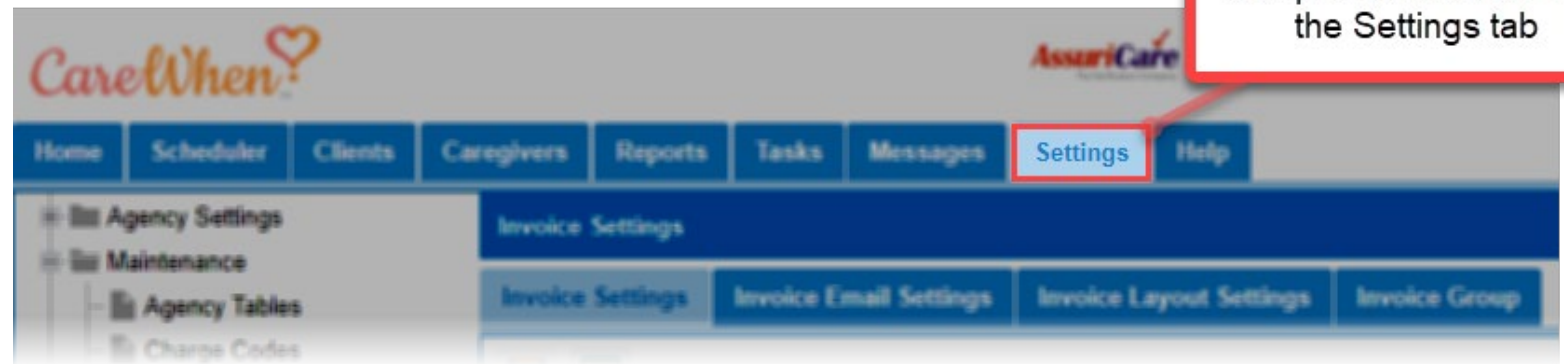 the Settings tab
CareWhen?
AssuriCare
Home Scheduler Clients Caregivers Reports Tasks Messages Settings Help
Agency Settings
Maintenance
Agency Tables
Charge Codes
Invoice Settings
Invoice Settings Invoice Email Settings Invoice Layout Settings Invoice Group